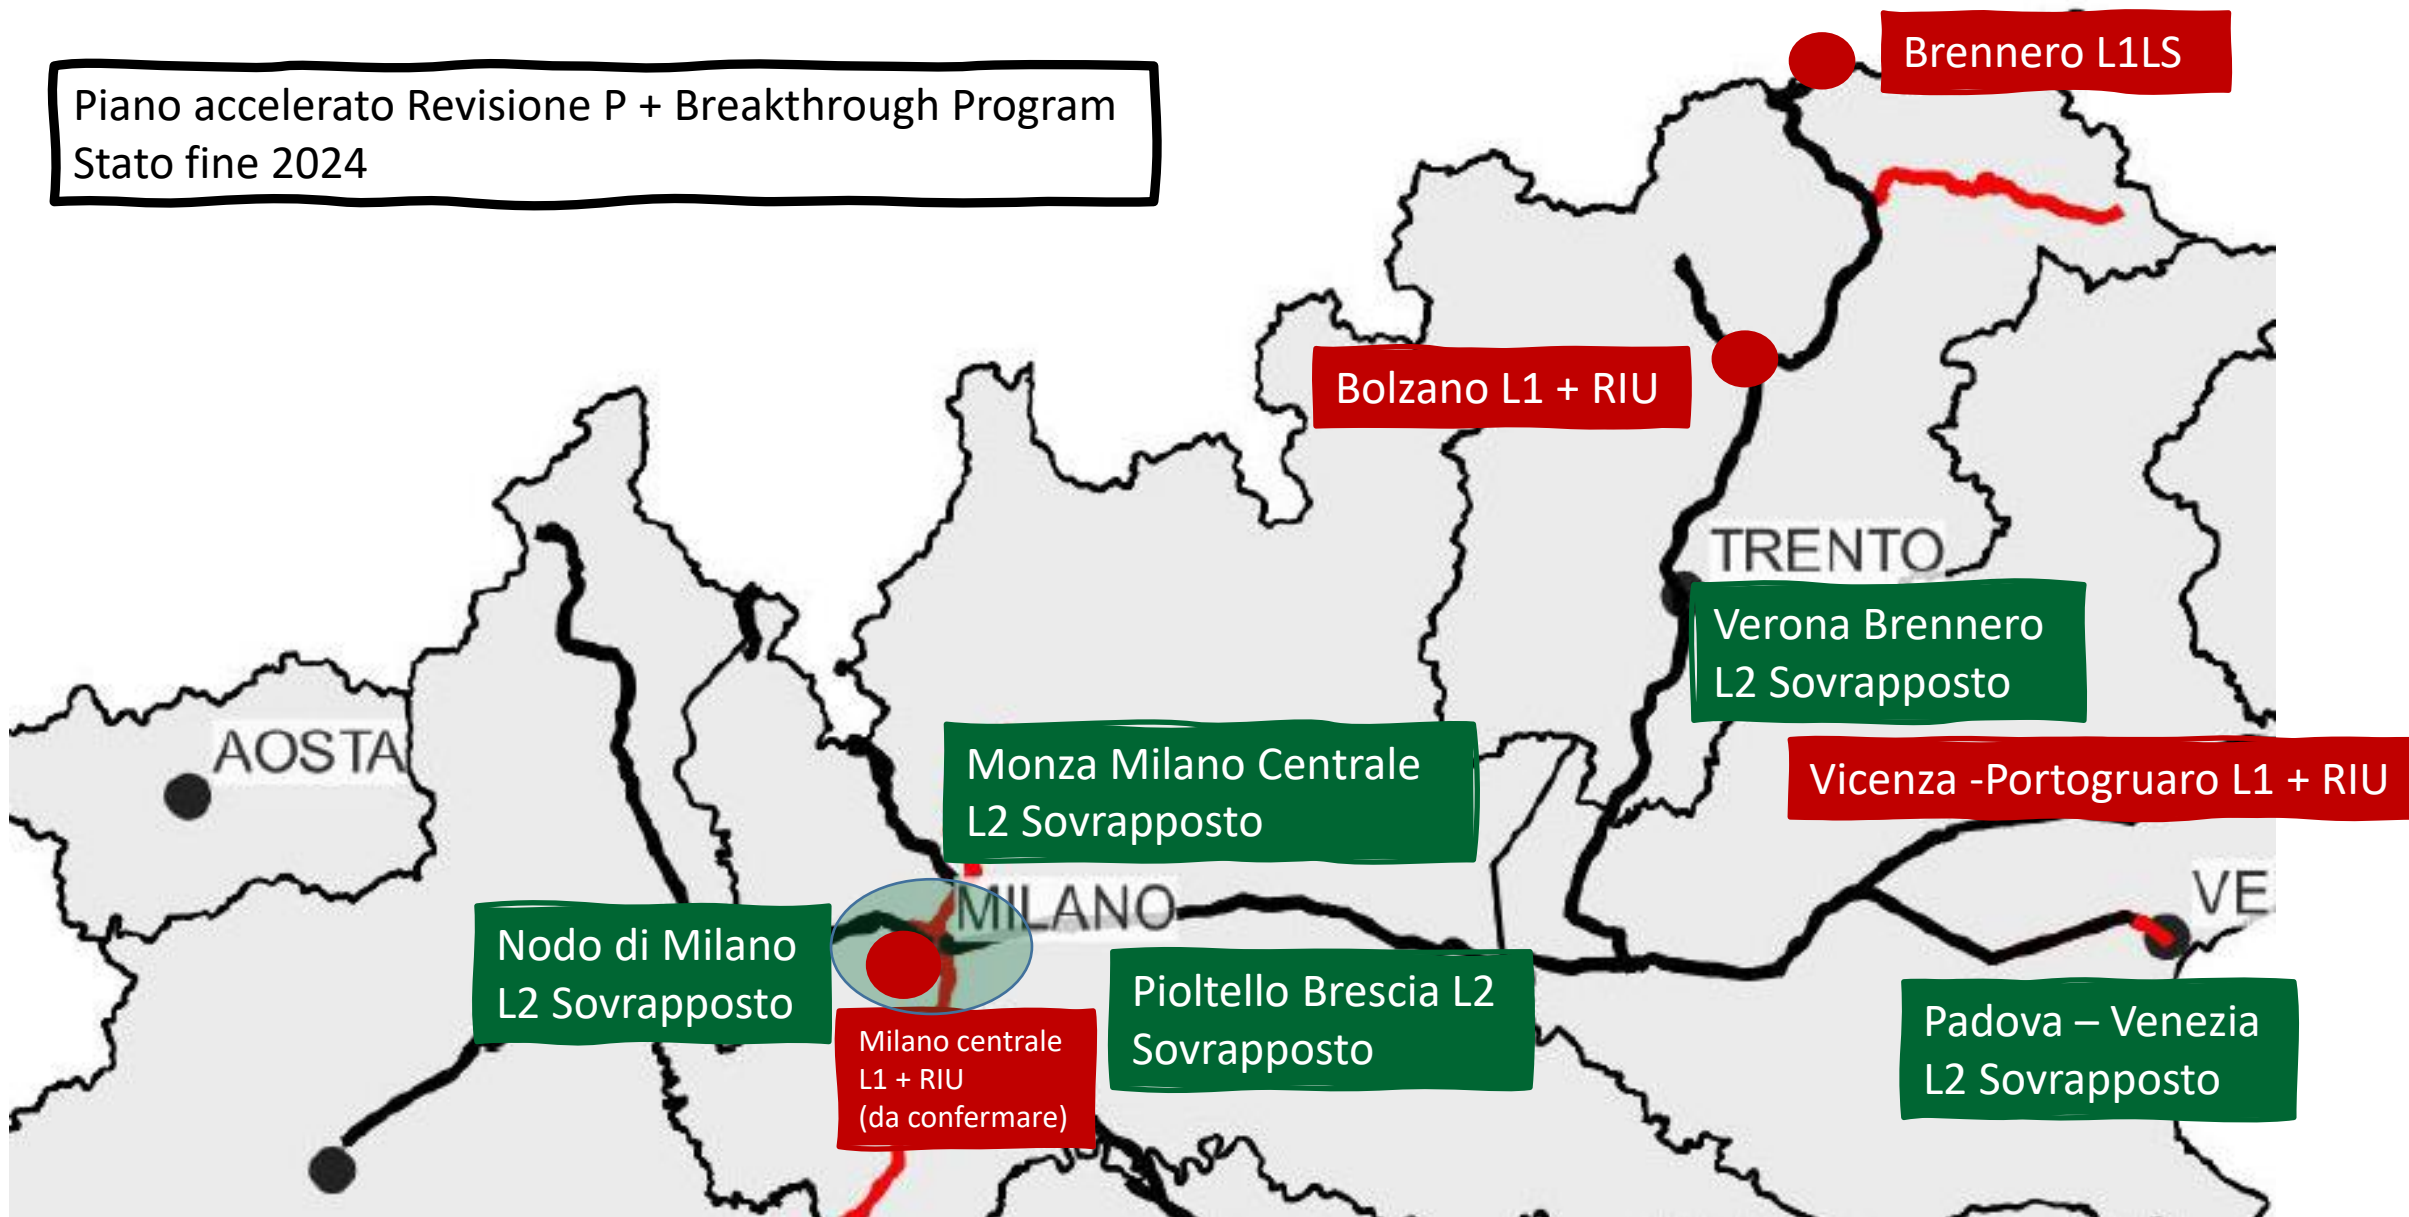 Piano accelerato Revisione P + Breakthrough Program
Stato fine 2024
Brennero L1LS
Bolzano L1 + RIU
TRENTO
Verona Brennero
L2 Sovrapposto
AOSTA
Monza Milano Centrale
L2 Sovrapposto
Vicenza -Portogruaro L1 + RIU
MILANO
VE
Nodo di Milano
L2 Sovrapposto
Pioltello Brescia L2
Sovrapposto
Padova – Venezia
L2 Sovrapposto
Milano centrale
L1 + RIU
(da confermare)